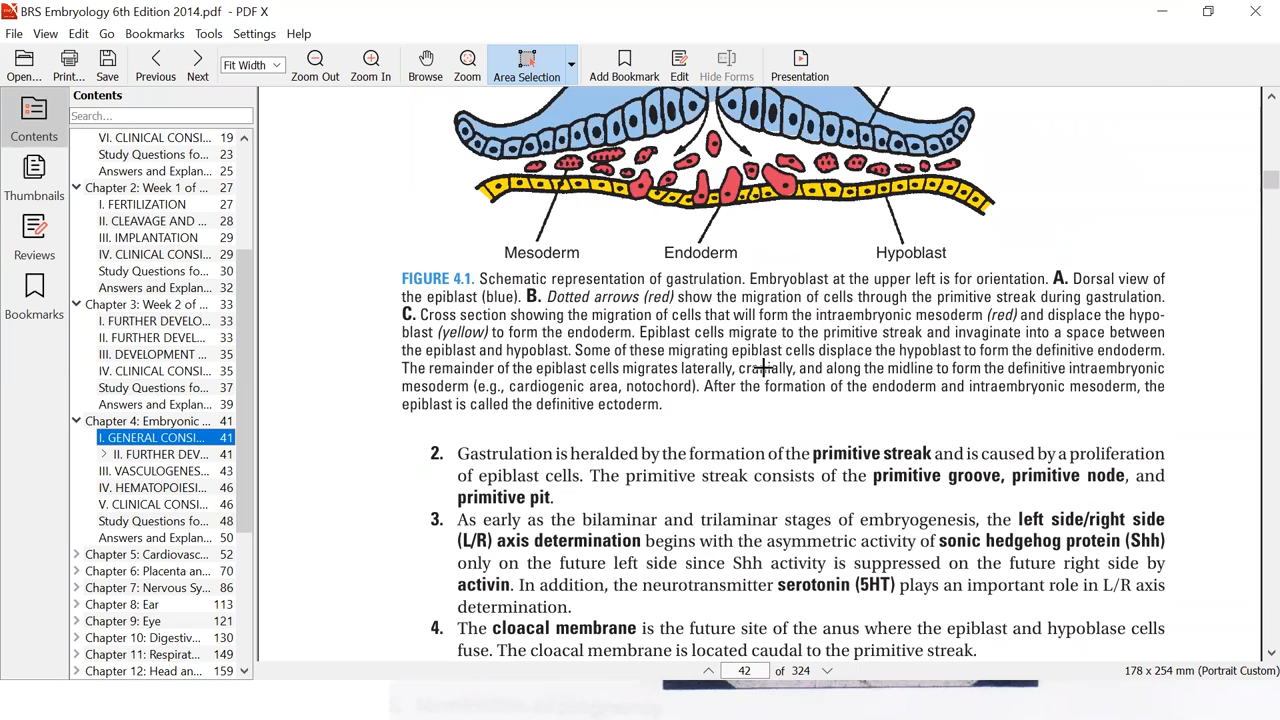 BRS Embryology 6th Edition 2014.pdf - PDF X
File View Edit Go Bookmarks Tools Settings Help
Open... Print... Save Previous Next Fit Width Zoom Out Zoom In Browse Zoom Area Selection Add Bookmark Edit Hide Forms Presentation
Contents
Thumbnails
Reviews
Bookmarks
Contents
Search...
VI. CLINICAL CONSI... 19
Study Questions fo... 23
Answers and Explan... 25
Chapter 2: Week 1 of ... 27
I. FERTILIZATION 27
II. CLEAVAGE AND ... 28
III. IMPLANTATION 29
IV. CLINICAL CONSI... 29
Study Questions fo... 30
Answers and Explan... 32
Chapter 3: Week 2 of ... 33
I. FURTHER DEVELO... 33
II. FURTHER DEVEL... 33
III. DEVELOPMENT ... 35
IV. CLINICAL CONSI... 35
Study Questions fo... 37
Answers and Explan... 39
Chapter 4: Embryonic ... 41
I. GENERAL CONSI... 41
II. FURTHER DEV... 41
III. VASCULOGENES... 43
IV. HEMATOPOIESI... 46
V. CLINICAL CONSI... 46
Study Questions fo... 48
Answers and Explan... 50
Chapter 5: Cardiovasc... 52
Chapter 6: Placenta an... 70
Chapter 7: Nervous Sy... 86
Chapter 8: Ear 113
Chapter 9: Eye 121
Chapter 10: Digestiv... 130
Chapter 11: Respirat... 149
Chapter 12: Head an... 159
Mesoderm Endoderm Hypoblast
FIGURE 4.1. Schematic representation of gastrulation. Embryoblast at the upper left is for orientation. A. Dorsal view of
the epiblast (blue). B. Dotted arrows (red) show the migration of cells through the primitive streak during gastrulation.
C. Cross section showing the migration of cells that will form the intraembryonic mesoderm (red) and displace the hypo-
blast (yellow) to form the endoderm. Epiblast cells migrate to the primitive streak and invaginate into a space between
the epiblast and hypoblast. Some of these migrating epiblast cells displace the hypoblast to form the definitive endoderm.
The remainder of the epiblast cells migrates laterally, cranially, and along the midline to form the definitive intraembryonic
mesoderm (e.g., cardiogenic area, notochord). After the formation of the endoderm and intraembryonic mesoderm, the
epiblast is called the definitive ectoderm.
2. Gastrulation is heralded by the formation of the primitive streak and is caused by a proliferation
of epiblast cells. The primitive streak consists of the primitive groove, primitive node, and
primitive pit.
3. As early as the bilaminar and trilaminar stages of embryogenesis, the left side/right side
(L/R) axis determination begins with the asymmetric activity of sonic hedgehog protein (Shh)
only on the future left side since Shh activity is suppressed on the future right side by
activin. In addition, the neurotransmitter serotonin (5HT) plays an important role in L/R axis
determination.
4. The cloacal membrane is the future site of the anus where the epiblast and hypoblase cells
fuse. The cloacal membrane is located caudal to the primitive streak.
42 of 324
178 x 254 mm (Portrait Custom)